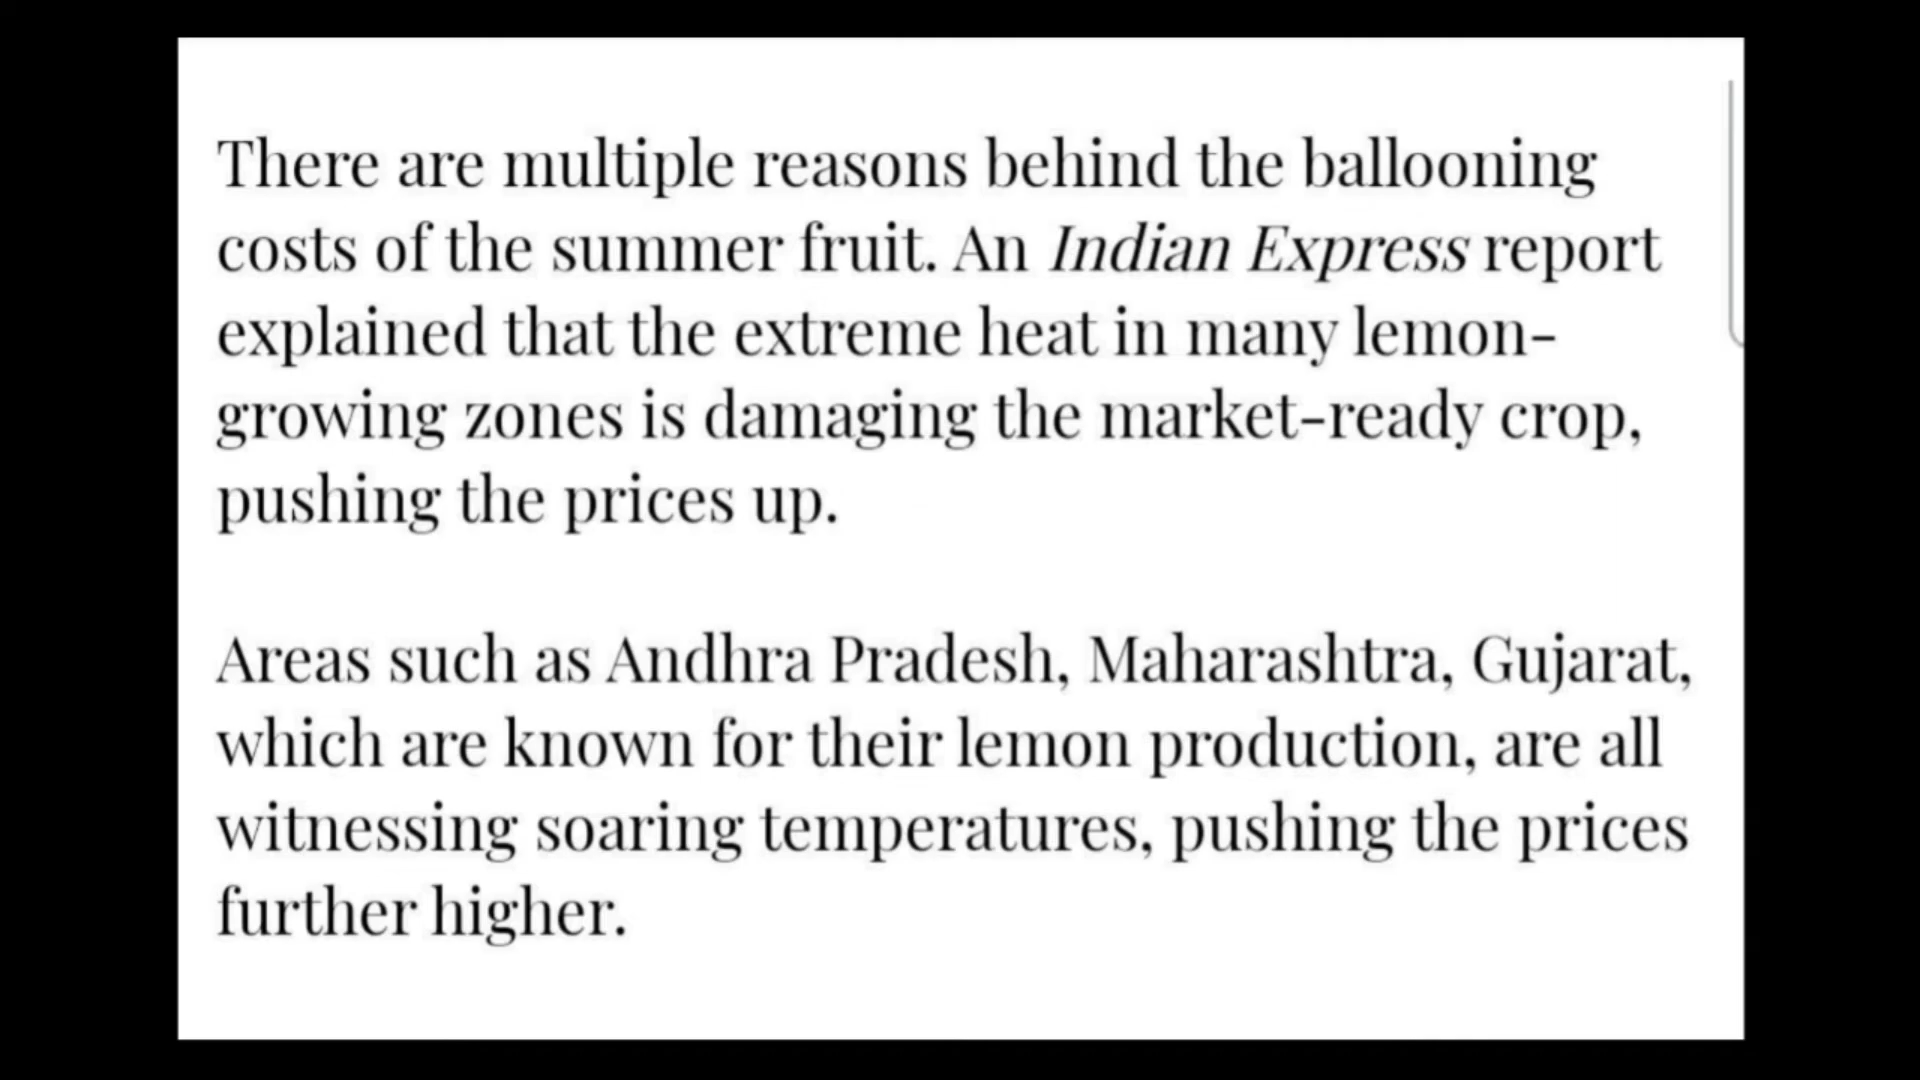 There are multiple reasons behind the ballooning
costs of the summer fruit. An Indian Express report
explained that the extreme heat in many lemon-
growing zones is damaging the market-ready crop,
pushing the prices up.
Areas such as Andhra Pradesh, Maharashtra, Gujarat,
which are known for their lemon production, are all
witnessing soaring temperatures, pushing the prices
further higher.